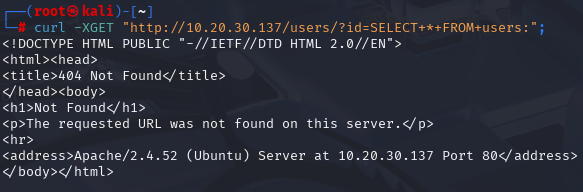 ┌──(root㉿kali)-[~]
└─# curl -XGET "http://10.20.30.137/users/?id=SELECT+*+FROM+users:";
<!DOCTYPE HTML PUBLIC "-//IETF//DTD HTML 2.0//EN">
<html><head>
<title>404 Not Found</title>
</head><body>
<h1>Not Found</h1>
<p>The requested URL was not found on this server.</p>
<hr>
<address>Apache/2.4.52 (Ubuntu) Server at 10.20.30.137 Port 80</address>
</body></html>